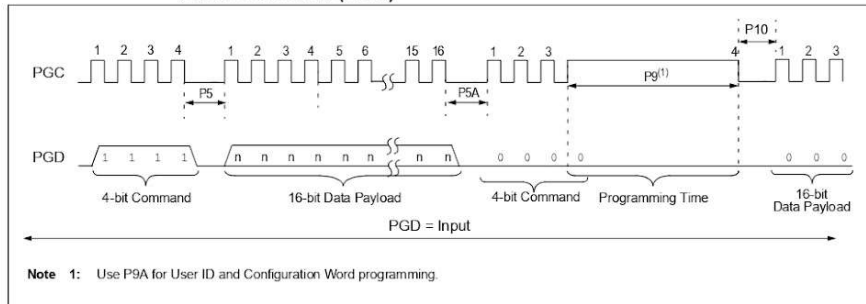 P10
1 2 3 4 1 2 3 4 5 6 15 16 1 2 3 4 1 2 3
PGC
P5 P5A P9(1)
PGD 1 1 1 1 n n n n n n n n 0 0 0 0 0 0 0
4-bit Command 16-bit Data Payload 4-bit Command Programming Time 16-bit
Data Payload
PGD = Input
Note 1: Use P9A for User ID and Configuration Word programming.